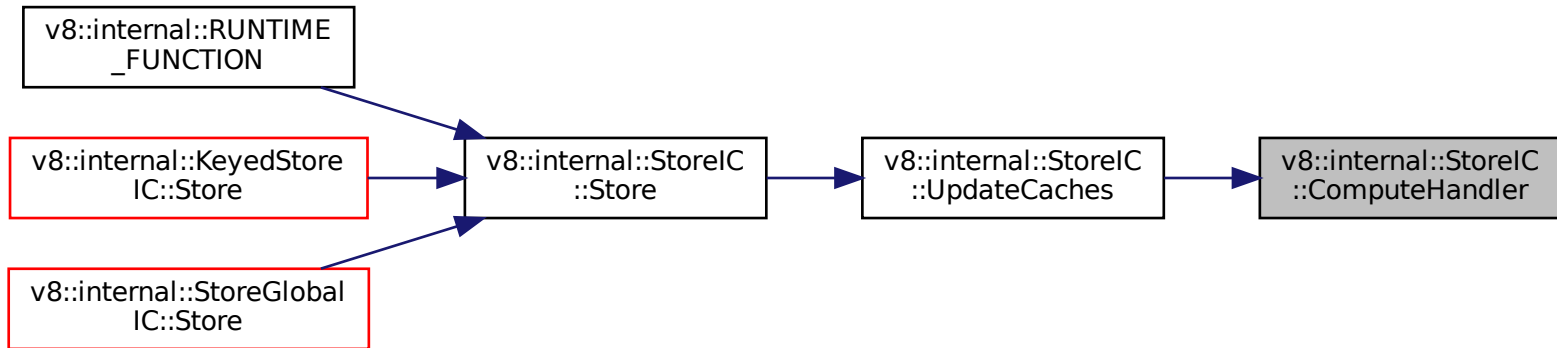 v8::internal::RUNTIME
_FUNCTION
v8::internal::KeyedStore
IC::Store
v8::internal::StoreGlobal
IC::Store
v8::internal::StoreIC
::Store
v8::internal::StoreIC
::UpdateCaches
v8::internal::StoreIC
::ComputeHandler